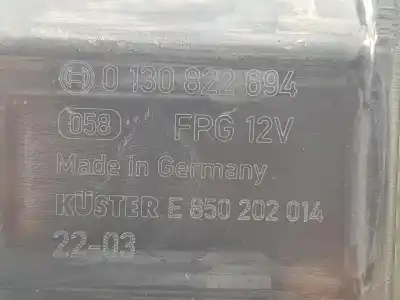 0 130 822 694
058 FPG 12V
Made in Germany
KÜSTER E 850 202 014
22-03